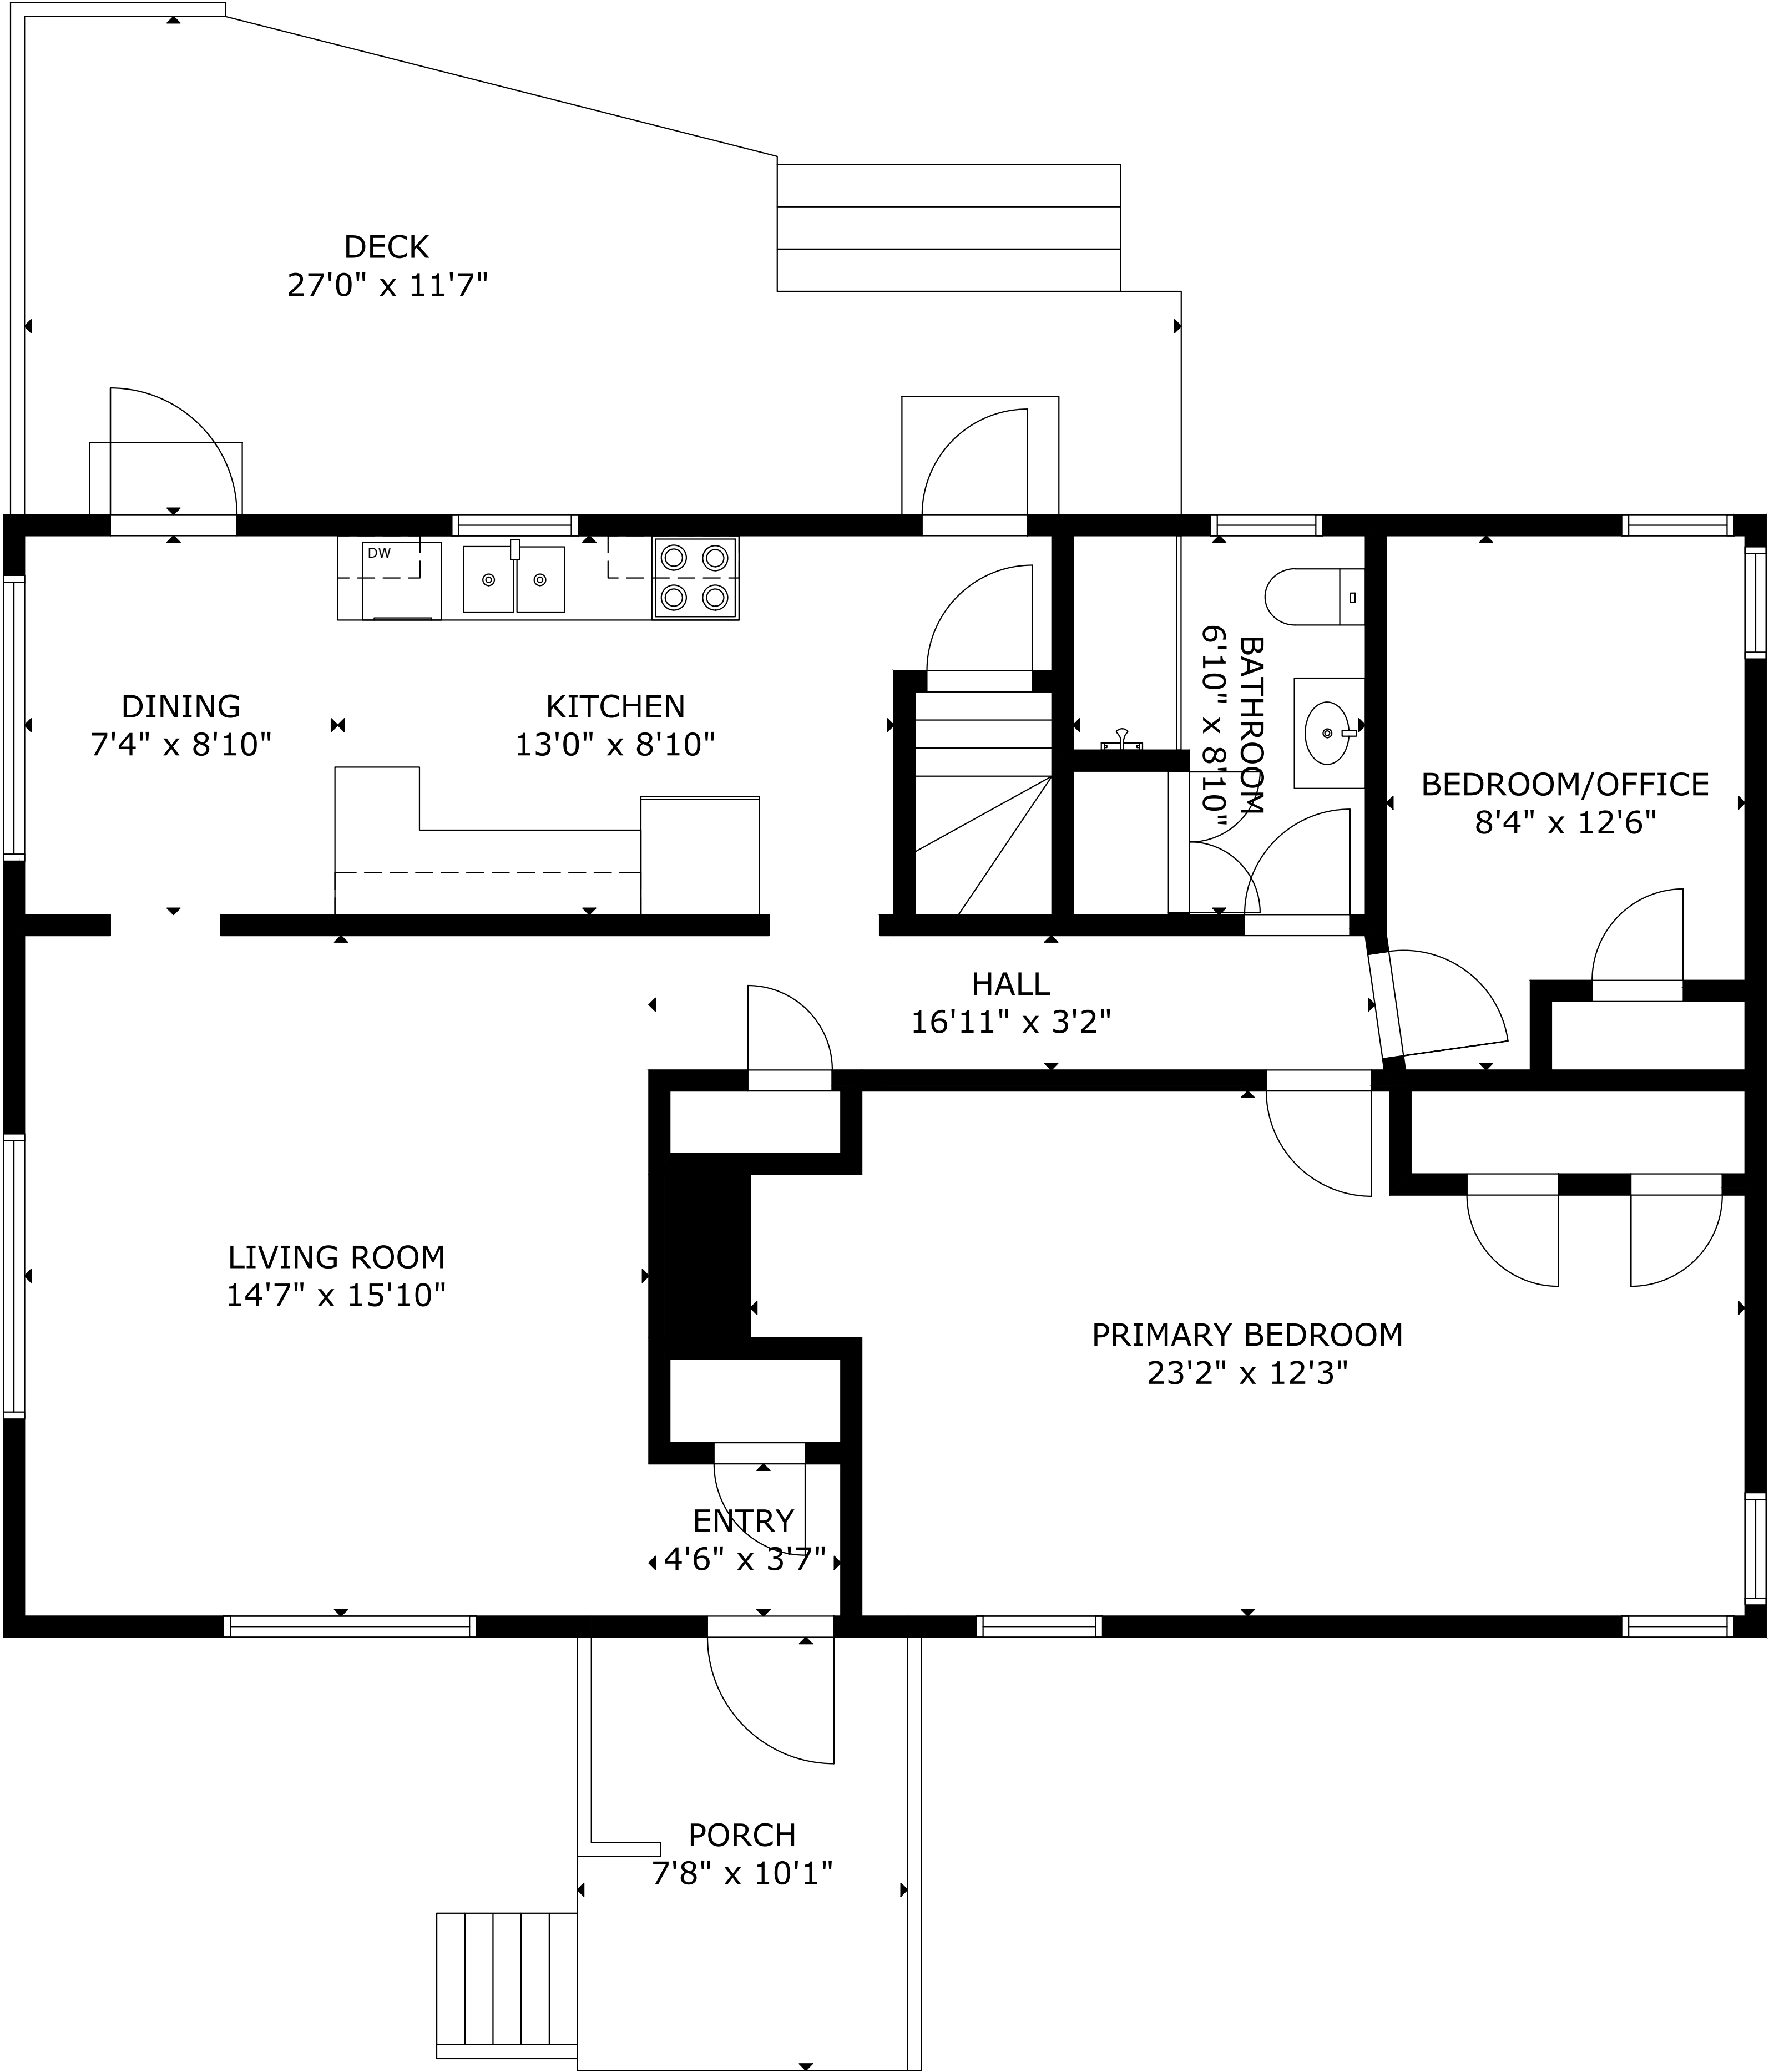 DECK
27'0" x 11'7"
DW
DINING
7'4" x 8'10"
KITCHEN
13'0" x 8'10"
BATHROOM
6'10" x 8'10"
BEDROOM/OFFICE
8'4" x 12'6"
HALL
16'11" x 3'2"
LIVING ROOM
14'7" x 15'10"
PRIMARY BEDROOM
23'2" x 12'3"
ENTRY
4'6" x 3'7"
PORCH
7'8" x 10'1"